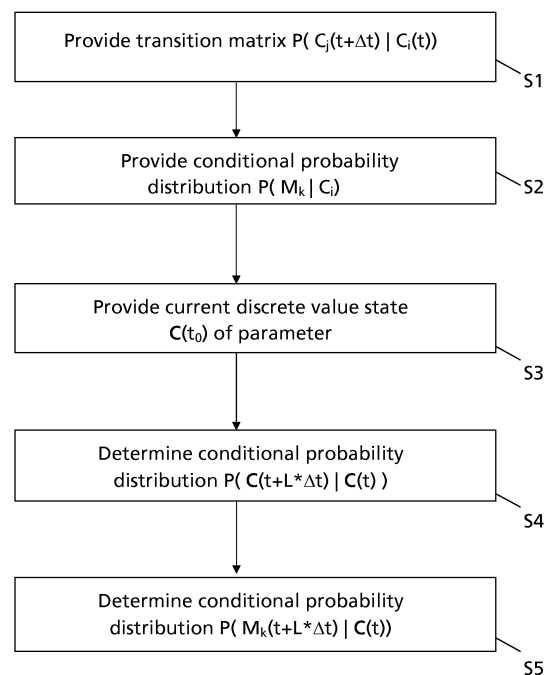 Provide transition matrix P( Cj(t+Δt) | Ci(t))
S1
Provide conditional probability
distribution P( Mk | Ci)
S2
Provide current discrete value state
C(t0) of parameter
S3
Determine conditional probability
distribution P( C(t+L*Δt) | C(t) )
S4
Determine conditional probability
distribution P( Mk(t+L*Δt) | C(t))
S5